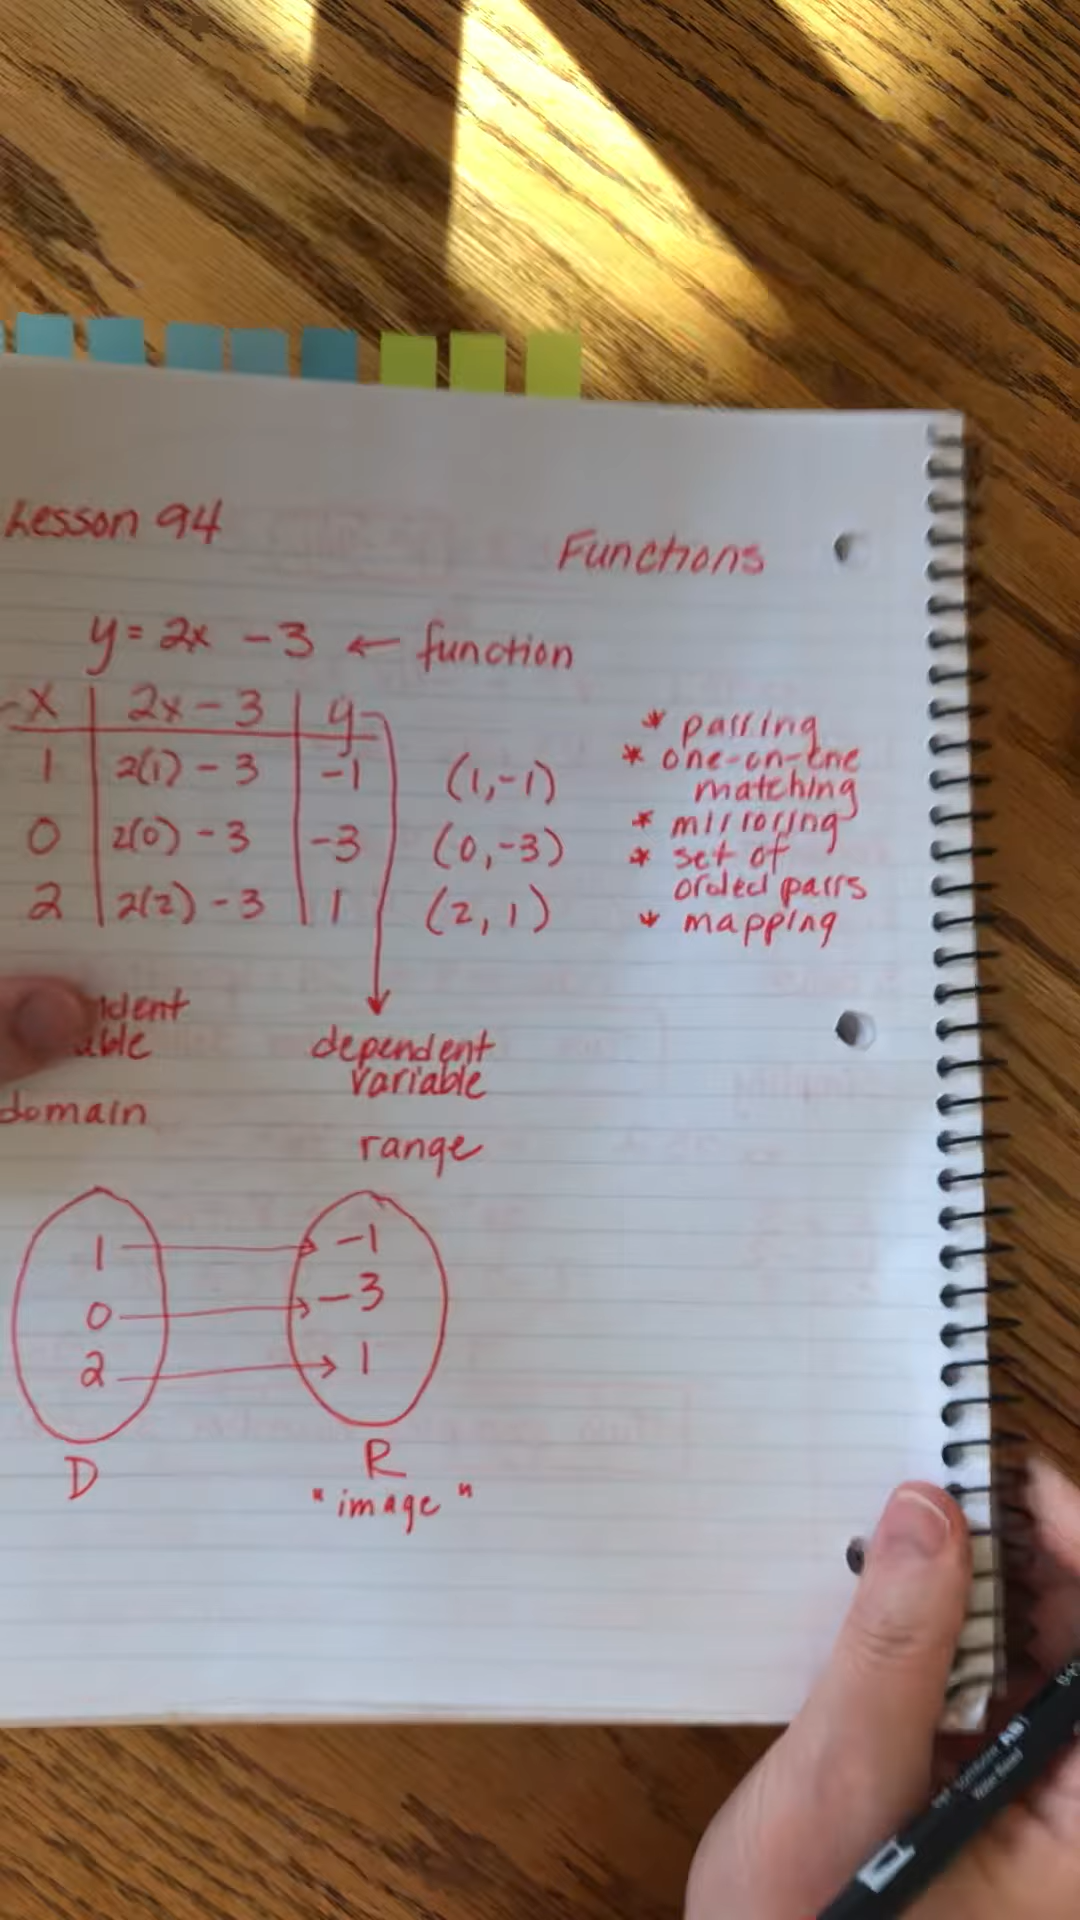 Lesson 94
Functions
y = 2x - 3 ← function
x 2x - 3 y
1 2(1) - 3 -1 (1,-1)
0 2(0) - 3 -3 (0,-3)
2 2(2) - 3 1 (2, 1)
* pairing
* one-on-one
matching
* mirroring
* set of
orded pairs
* mapping
dependent
variable
domain
range
1 → -1
0 → -3
2 → 1
D R
"image"